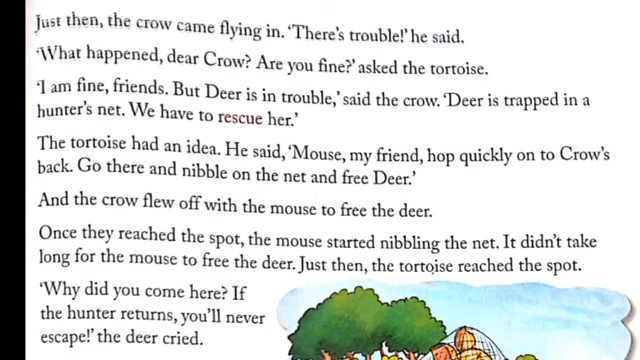 Just then, the crow came flying in. ‘There’s trouble!’ he said.
‘What happened, dear Crow? Are you fine?’ asked the tortoise.
‘I am fine, friends. But Deer is in trouble,’ said the crow. ‘Deer is trapped in a
hunter’s net. We have to rescue her.’
The tortoise had an idea. He said, ‘Mouse, my friend, hop quickly on to Crow’s
back. Go there and nibble on the net and free Deer.’
And the crow flew off with the mouse to free the deer.
Once they reached the spot, the mouse started nibbling the net. It didn’t take
long for the mouse to free the deer. Just then, the tortoise reached the spot.
‘Why did you come here? If
the hunter returns, you’ll never
escape!’ the deer cried.